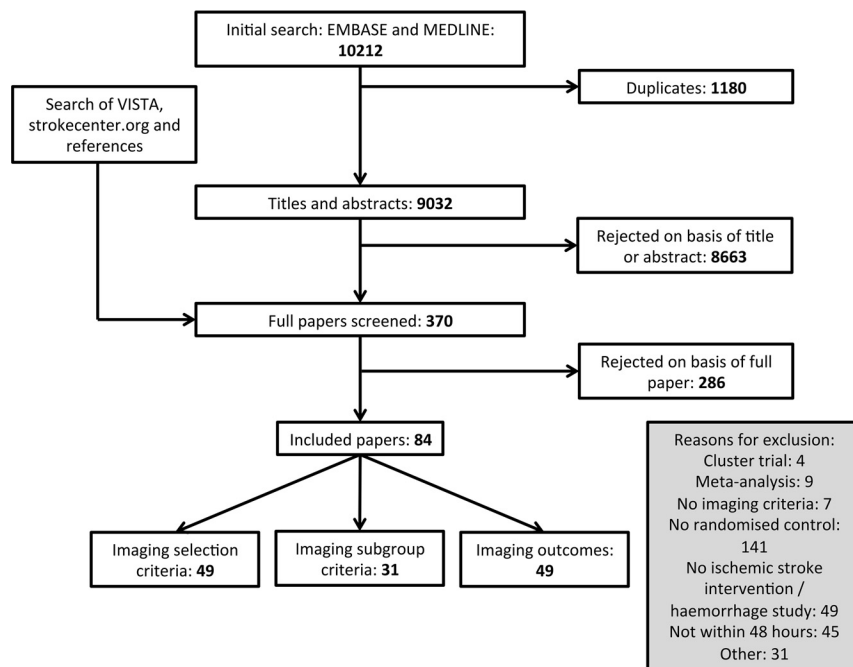 Initial search: EMBASE and MEDLINE:
10212
Duplicates: 1180
Search of VISTA,
strokecenter.org and
references
Titles and abstracts: 9032
Rejected on basis of title
or abstract: 8663
Full papers screened: 370
Rejected on basis of full
paper: 286
Included papers: 84
Imaging selection
criteria: 49
Imaging subgroup
criteria: 31
Imaging outcomes:
49
Reasons for exclusion:
Cluster trial: 4
Meta-analysis: 9
No imaging criteria: 7
No randomised control:
141
No ischemic stroke
intervention /
haemorrhage study: 49
Not within 48 hours: 45
Other: 31